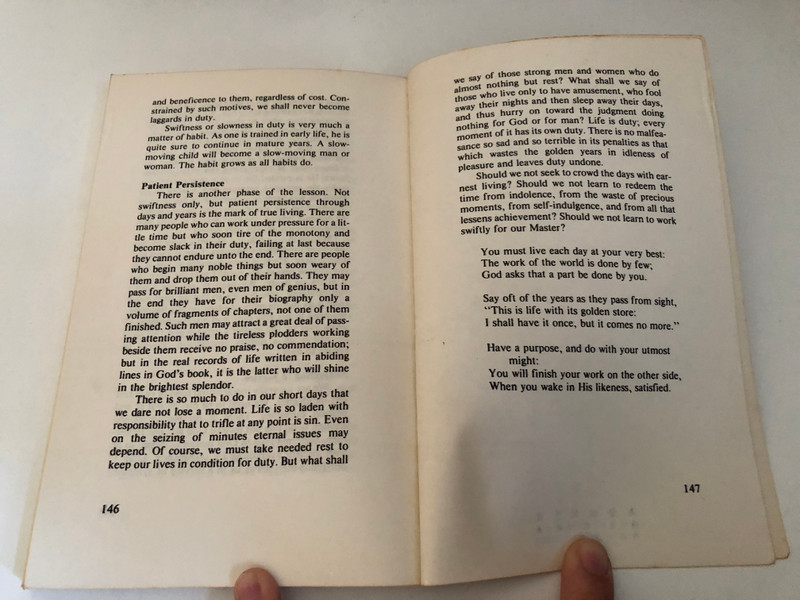 and beneficence to them, regardless of cost. Con-
strained by such motives, we shall never become
laggards in duty.
Swiftness or slowness in duty is very much a
matter of habit. As one is trained in early life, he is
quite sure to continue in mature years. A slow-
moving child will become a slow-moving man or
woman. The habit grows as all habits do.
Patient Persistence
There is another phase of the lesson. Not
swiftness only, but patient persistence through
days and years is the mark of true living. There are
many people who can work under pressure for a lit-
tle time but who soon tire of the monotony and
become slack in their duty, failing at last because
they cannot endure unto the end. There are people
who begin many noble things but soon weary of
them and drop them out of their hands. They may
pass for brilliant men, even men of genius, but in
the end they have for their biography only a
volume of fragments of chapters, not one of them
finished. Such men may attract a great deal of pass-
ing attention while the tireless plodders working
beside them receive no praise, no commendation;
but in the real records of life written in abiding
lines in God's book, it is the latter who will shine
in the brightest splendor.
There is so much to do in our short days that
we dare not lose a moment. Life is so laden with
responsibility that to trifle at any point is sin. Even
on the seizing of minutes eternal issues may
depend. Of course, we must take needed rest to
keep our lives in condition for duty. But what shall
146
we say of those strong men and women who do
almost nothing but rest? What shall we say of
those who live only to have amusement, who fool
away their nights and then sleep away their days,
and thus hurry on toward the judgment doing
nothing for God or for man? Life is duty; every
moment of it has its own duty. There is no malfea-
sance so sad and so terrible in its penalties as that
which wastes the golden years in idleness of
pleasure and leaves duty undone.
Should we not seek to crowd the days with ear-
nest living? Should we not learn to redeem the
time from indolence, from the waste of precious
moments, from self-indulgence, and from all that
lessens achievement? Should we not learn to work
swiftly for our Master?
You must live each day at your very best:
The work of the world is done by few;
God asks that a part be done by you.
Say oft of the years as they pass from sight,
"This is life with its golden store:
I shall have it once, but it comes no more."
Have a purpose, and do with your utmost
might:
You will finish your work on the other side,
When you wake in His likeness, satisfied.
147